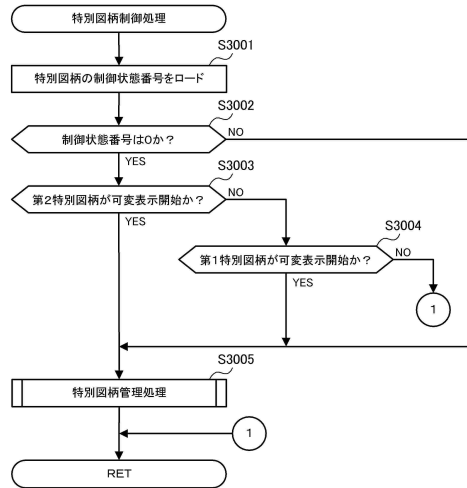 特別図柄制御処理
S3001
特別図柄の制御状態番号をロード
S3002
制御状態番号は0か？
NO
YES
S3003
第2特別図柄が可変表示開始か？
NO
YES
S3004
第1特別図柄が可変表示開始か？
NO
YES
1
S3005
特別図柄管理処理
1
RET